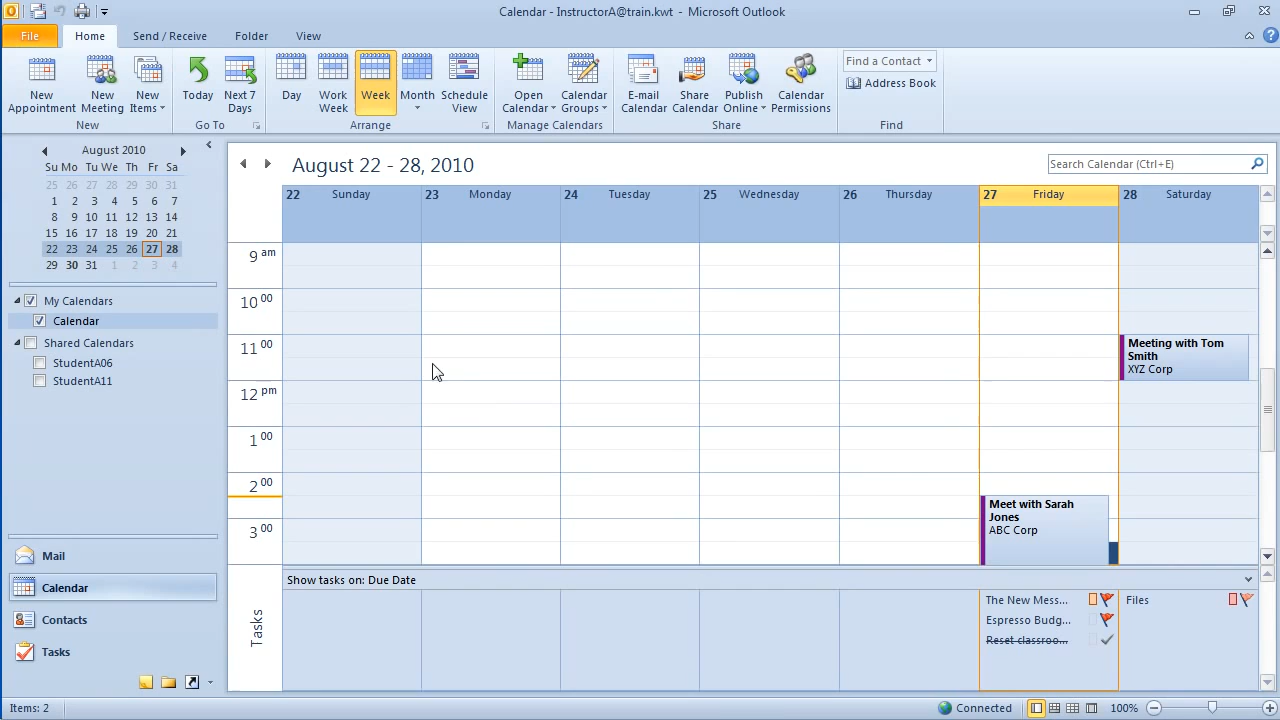 Calendar - InstructorA@train.kwt - Microsoft Outlook
File Home Send / Receive Folder View
New Appointment
New Meeting
New Items
New
Today
Next 7 Days
Go To
Day
Work Week
Week
Month
Schedule View
Arrange
Open Calendar
Calendar Groups
Manage Calendars
E-mail Calendar
Share Calendar
Publish Online
Calendar Permissions
Share
Find a Contact
Address Book
Find
August 2010
Su Mo Tu We Th Fr Sa
25 26 27 28 29 30 31
1 2 3 4 5 6 7
8 9 10 11 12 13 14
15 16 17 18 19 20 21
22 23 24 25 26 27 28
29 30 31 1 2 3 4
My Calendars
Calendar
Shared Calendars
StudentA06
StudentA11
Mail
Calendar
Contacts
Tasks
August 22 - 28, 2010
Search Calendar (Ctrl+E)
22 Sunday 23 Monday 24 Tuesday 25 Wednesday 26 Thursday 27 Friday 28 Saturday
9 am
10 00
11 00
12 pm
1 00
2 00
3 00
Meeting with Tom
Smith
XYZ Corp
Meet with Sarah
Jones
ABC Corp
Show tasks on: Due Date
Tasks
The New Mess...
Espresso Budg...
Reset classroo...
Files
Items: 2
Connected
100%